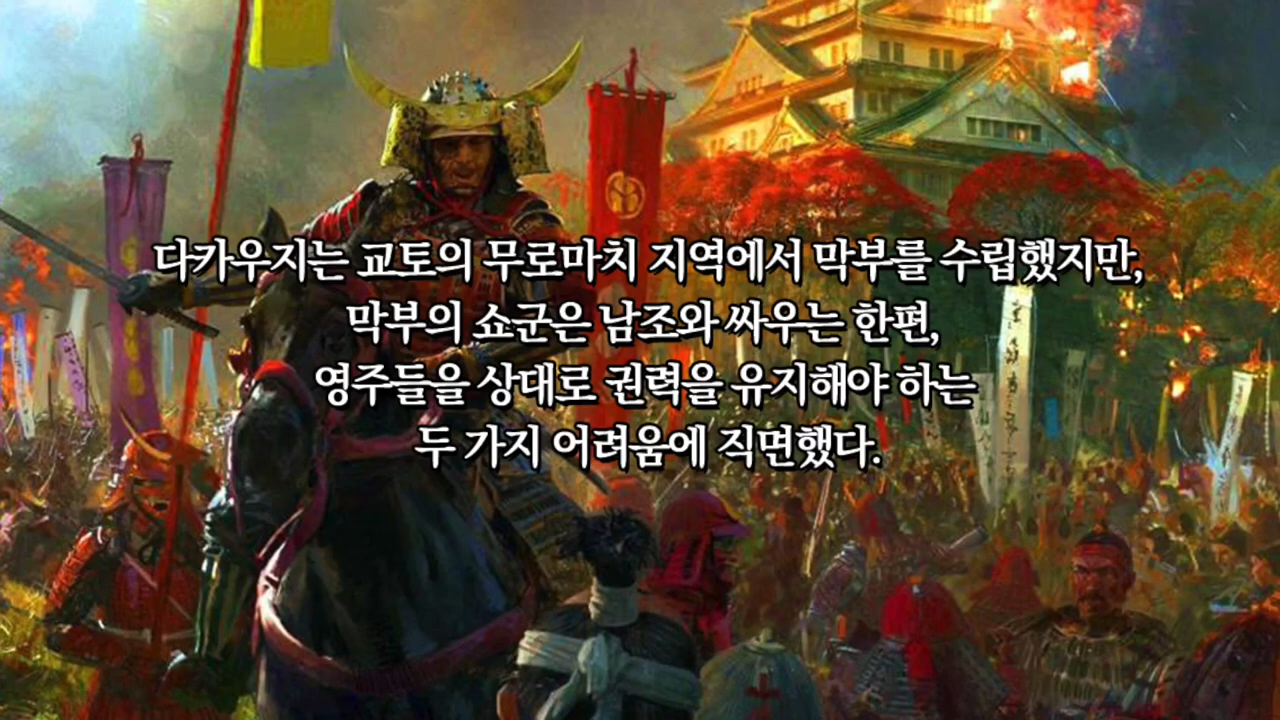 다카우지는 교토의 무로마치 지역에서 막부를 수립했지만,
막부의 쇼군은 남조와 싸우는 한편,
영주들을 상대로 권력을 유지해야 하는
두 가지 어려움에 직면했다.